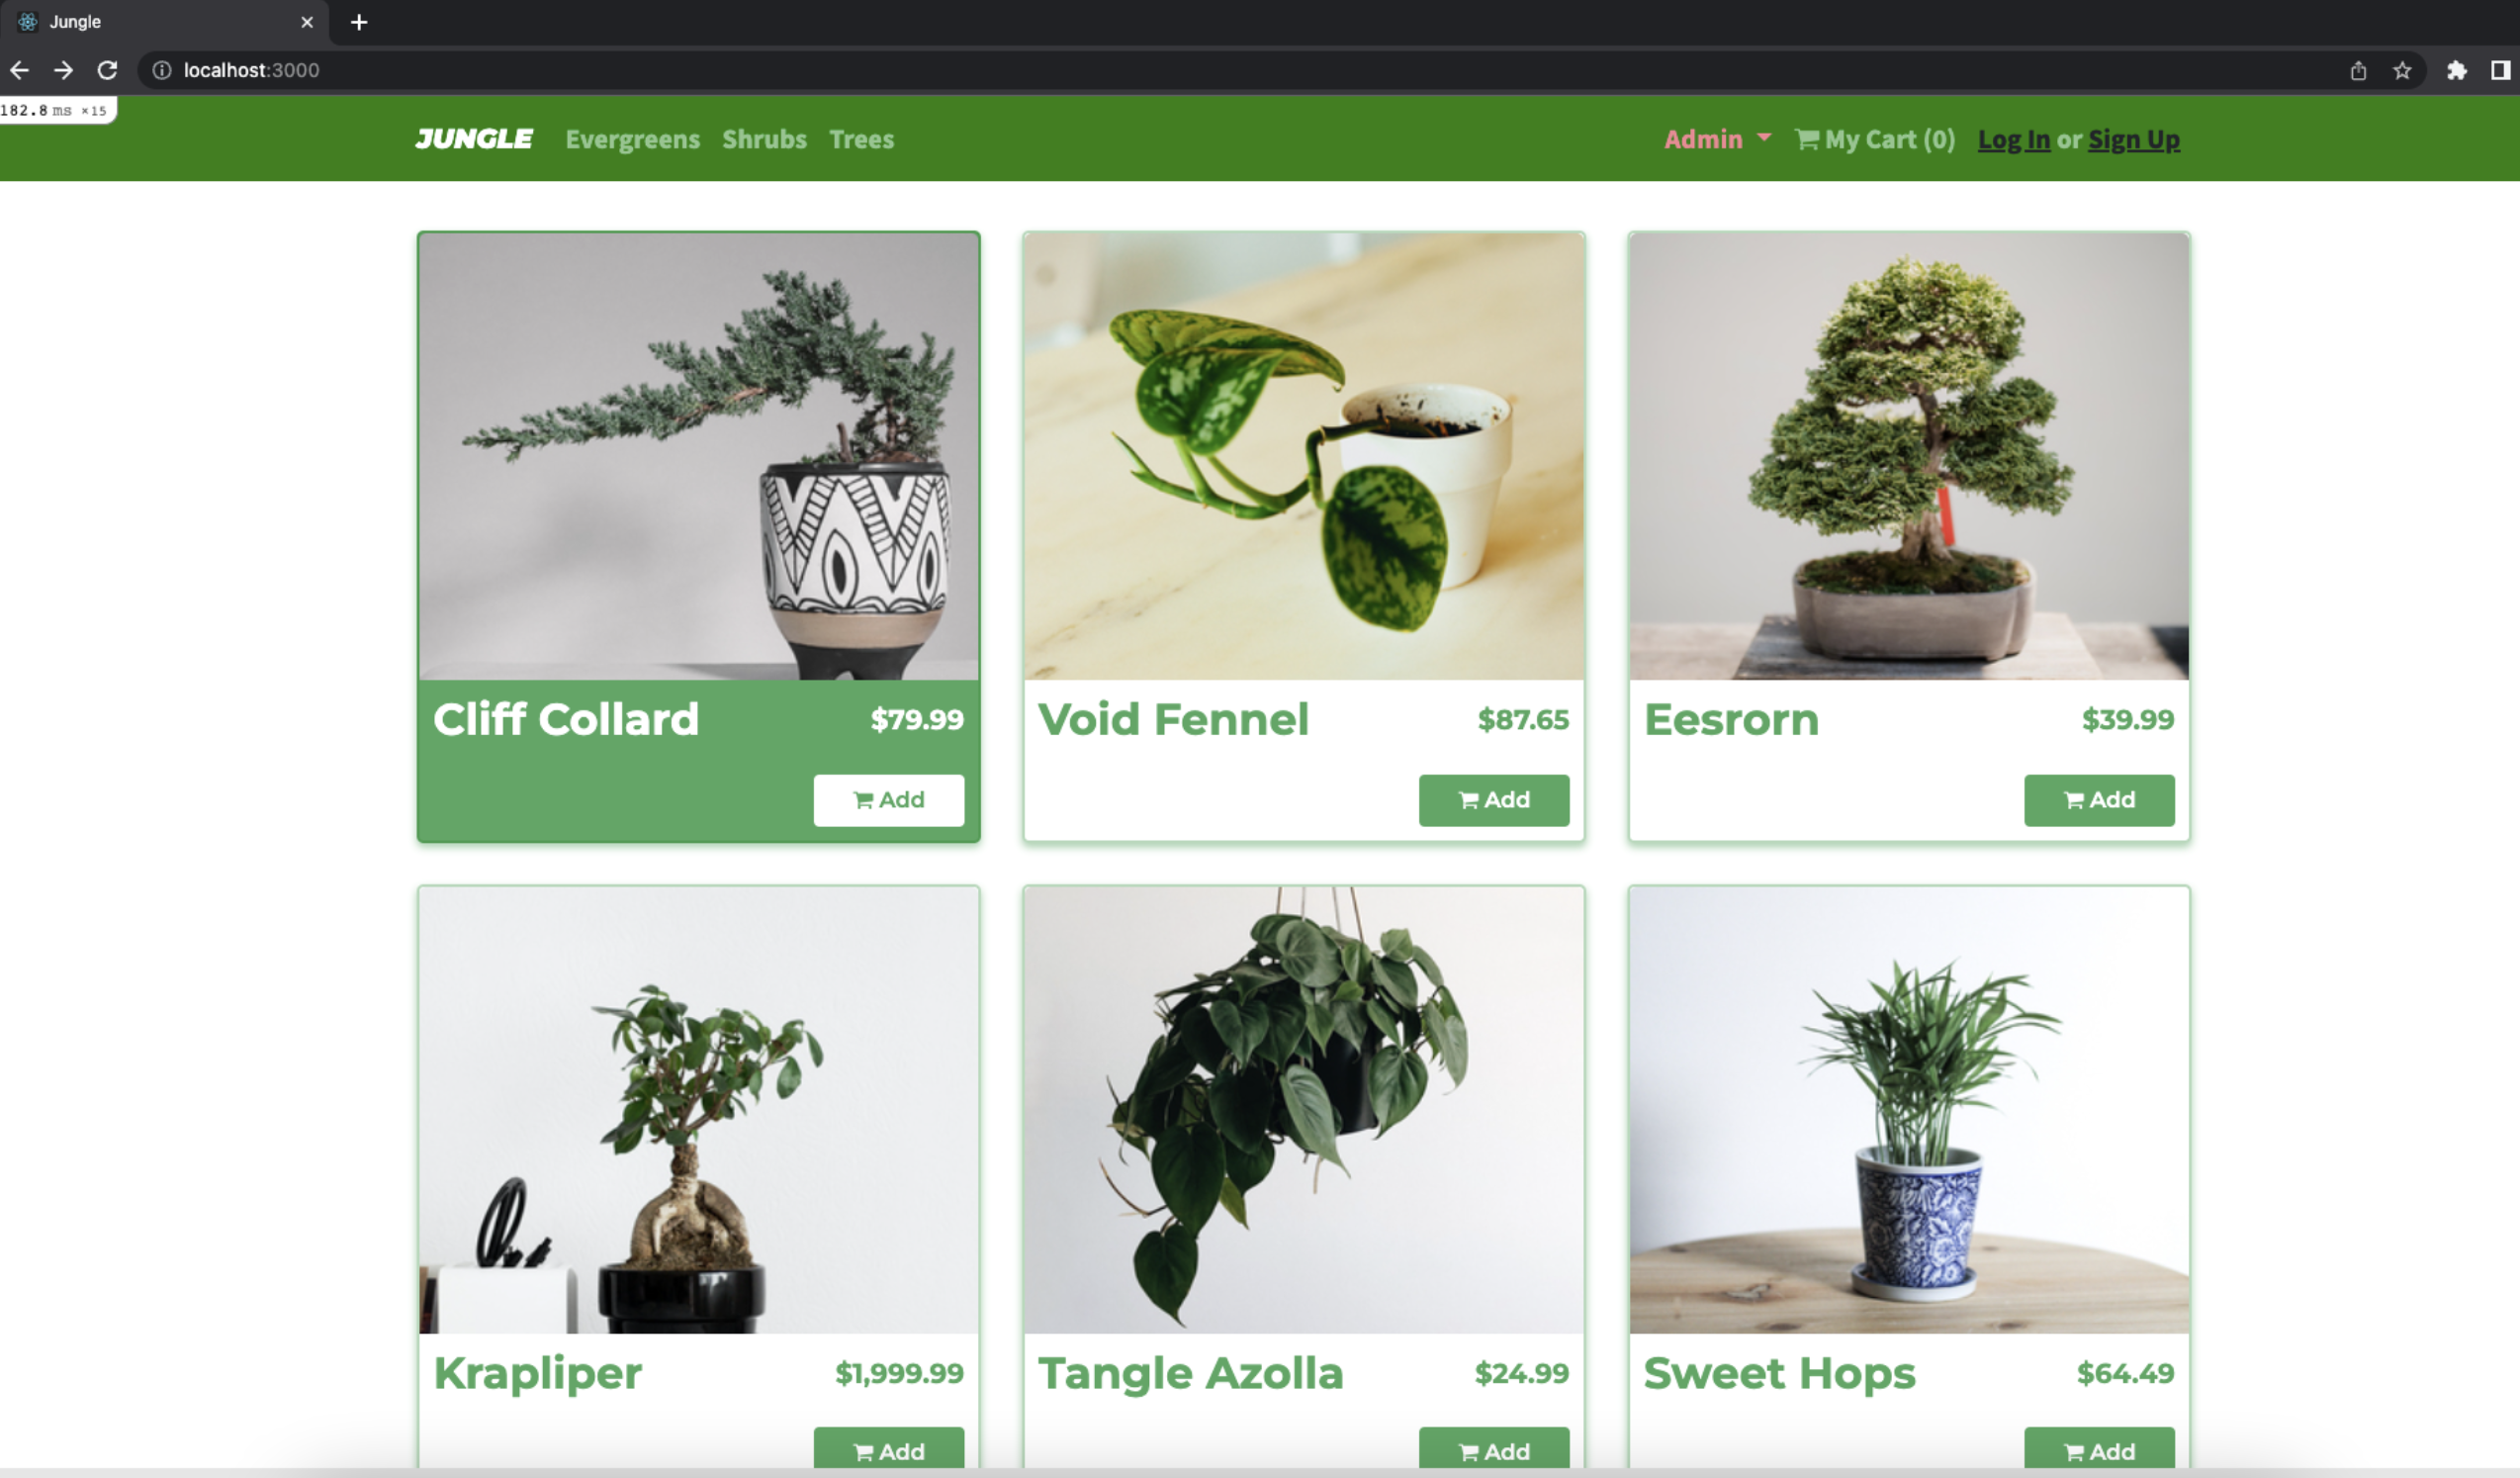 Jungle
localhost:3000
182.8 ms ×15
JUNGLE Evergreens Shrubs Trees Admin My Cart (0) Log In or Sign Up
Cliff Collard $79.99
Add
Void Fennel $87.65
Add
Eesrorn $39.99
Add
Krapliper $1,999.99
Add
Tangle Azolla $24.99
Add
Sweet Hops $64.49
Add